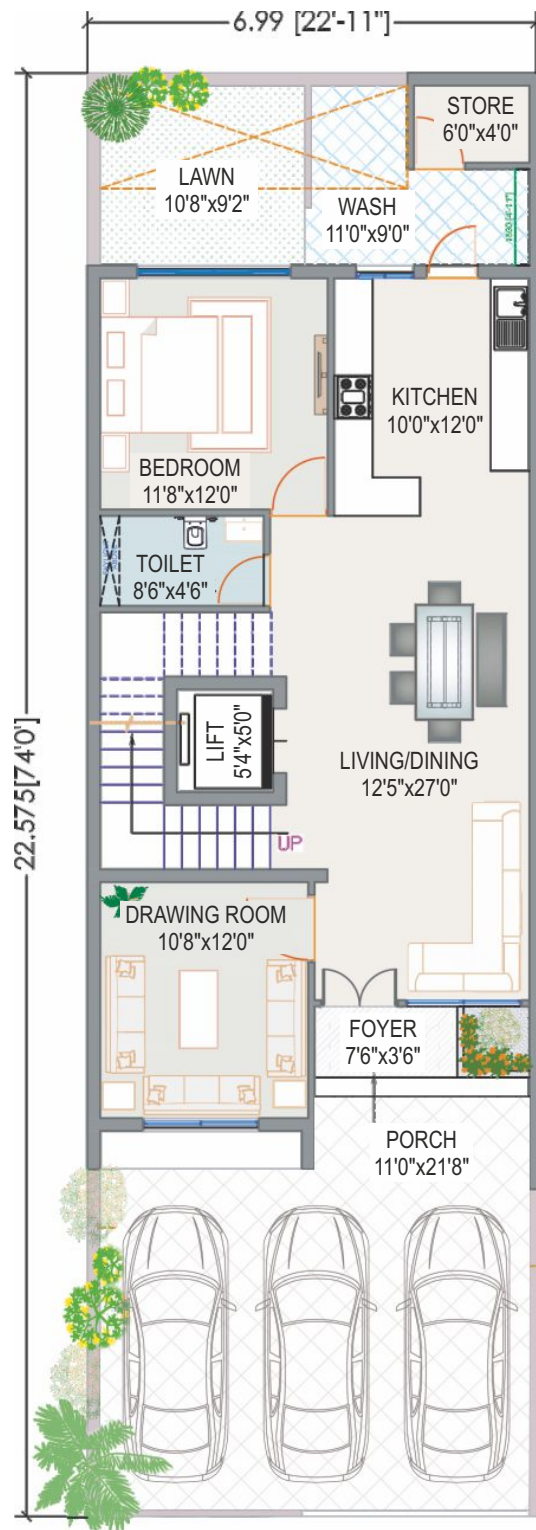 6.99 [22'-11"]
STORE
6'0"x4'0"
LAWN
10'8"x9'2"
WASH
11'0"x9'0"
KITCHEN
10'0"x12'0"
BEDROOM
11'8"x12'0"
TOILET
8'6"x4'6"
22.575[74'0']
LIFT
5'4"x5'0"
LIVING/DINING
12'5"x27'0"
UP
DRAWING ROOM
10'8"x12'0"
FOYER
7'6"x3'6"
PORCH
11'0"x21'8"